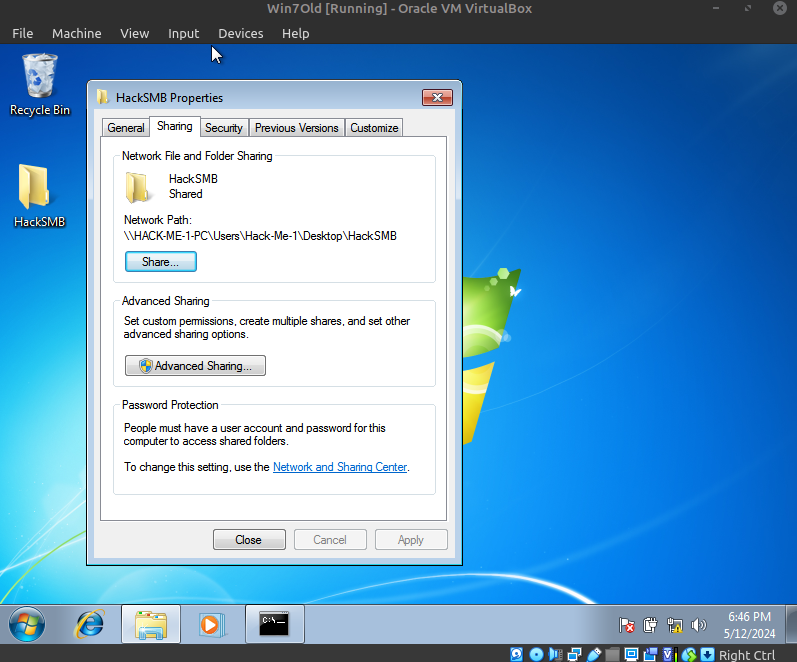 Win7Old [Running] - Oracle VM VirtualBox
File Machine View Input Devices Help
Recycle Bin
HackSMB
HackSMB Properties
General Sharing Security Previous Versions Customize
Network File and Folder Sharing
HackSMB
Shared
Network Path:
\\HACK-ME-1-PC\Users\Hack-Me-1\Desktop\HackSMB
Share...
Advanced Sharing
Set custom permissions, create multiple shares, and set other
advanced sharing options.
Advanced Sharing...
Password Protection
People must have a user account and password for this
computer to access shared folders.
To change this setting, use the Network and Sharing Center.
Close Cancel Apply
C:\.
6:46 PM
5/12/2024
Right Ctrl